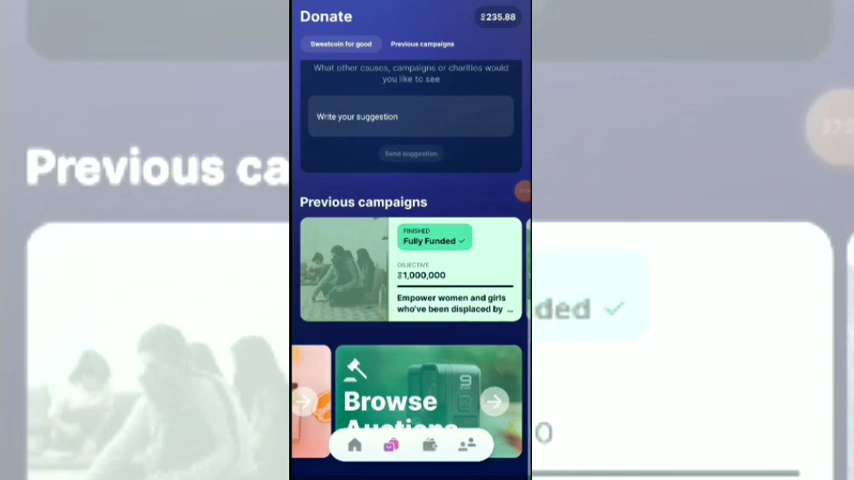 Donate
235.88
Sweatcoin for good
Previous campaigns
What other causes, campaigns or charities would
you like to see
Write your suggestion
Send suggestion
Previous ca
Previous campaigns
FINISHED
Fully Funded
OBJECTIVE
1,000,000
Empower women and girls
who've been displaced by ...
ded
0
Browse
Auctions